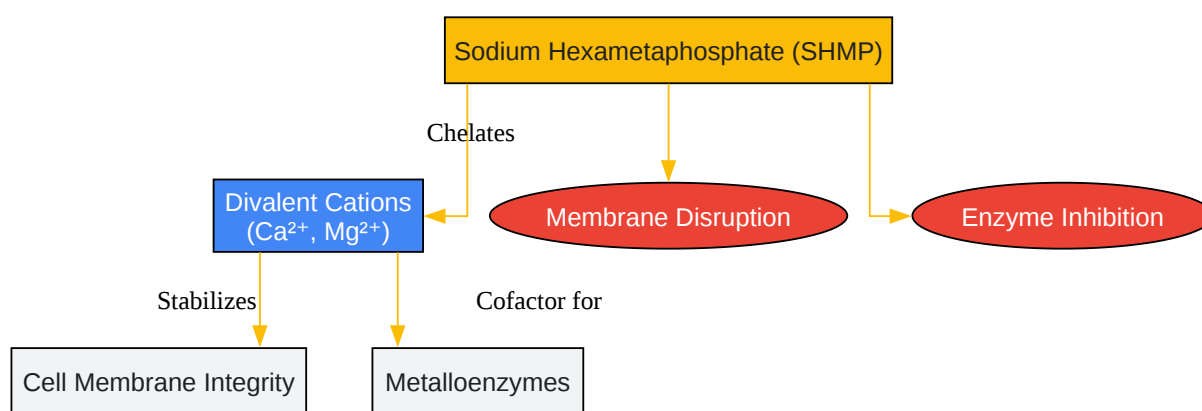 Sodium Hexametaphosphate (SHMP)
Chelates
Divalent Cations
(Ca²⁺, Mg²⁺)
Membrane Disruption
Enzyme Inhibition
Stabilizes
Cofactor for
Cell Membrane Integrity
Metalloenzymes